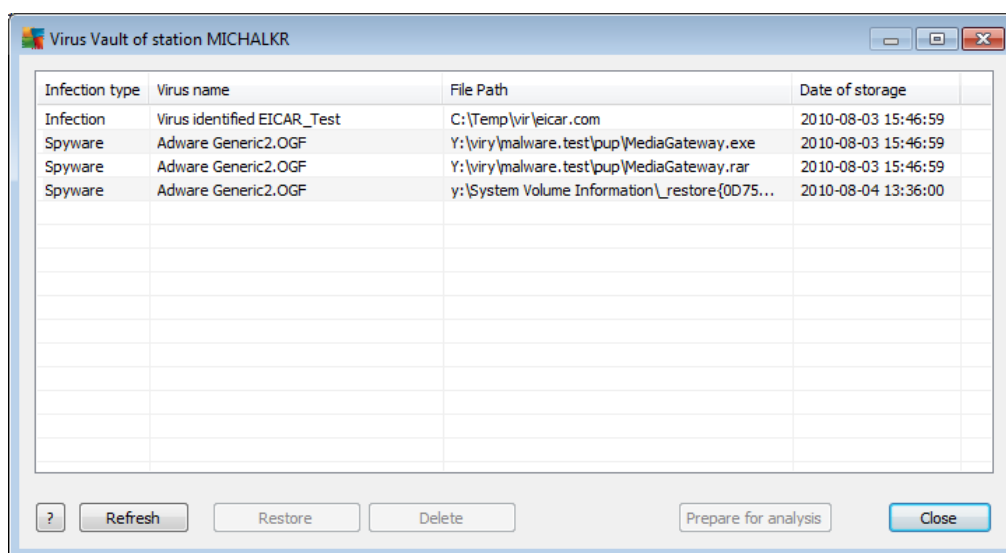 Virus Vault of station MICHALKR
Infection type Virus name File Path Date of storage
Infection Virus identified EICAR_Test C:\Temp\vir\eicar.com 2010-08-03 15:46:59
Spyware Adware Generic2.OGF Y:\viry\malware.test\pup\MediaGateway.exe 2010-08-03 15:46:59
Spyware Adware Generic2.OGF Y:\viry\malware.test\pup\MediaGateway.rar 2010-08-03 15:46:59
Spyware Adware Generic2.OGF y:\System Volume Information\_restore{0D75... 2010-08-04 13:36:00
? Refresh Restore Delete Prepare for analysis Close